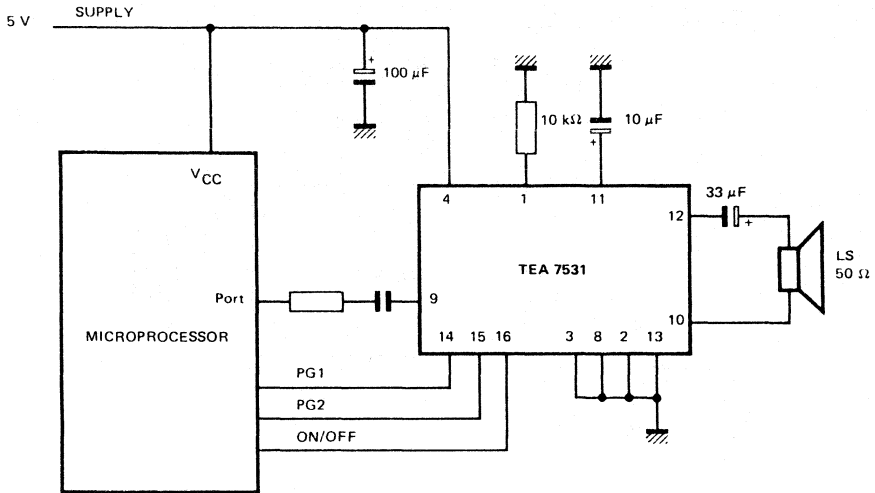 SUPPLY
5 V
+
100 μF
10 kΩ
10 μF
+
VCC
4
1
11
33 μF
12
+
TEA 7531
LS
50 Ω
Port
9
10
MICROPROCESSOR
14 15 16 3 8 2 13
PG1
PG2
ON/OFF